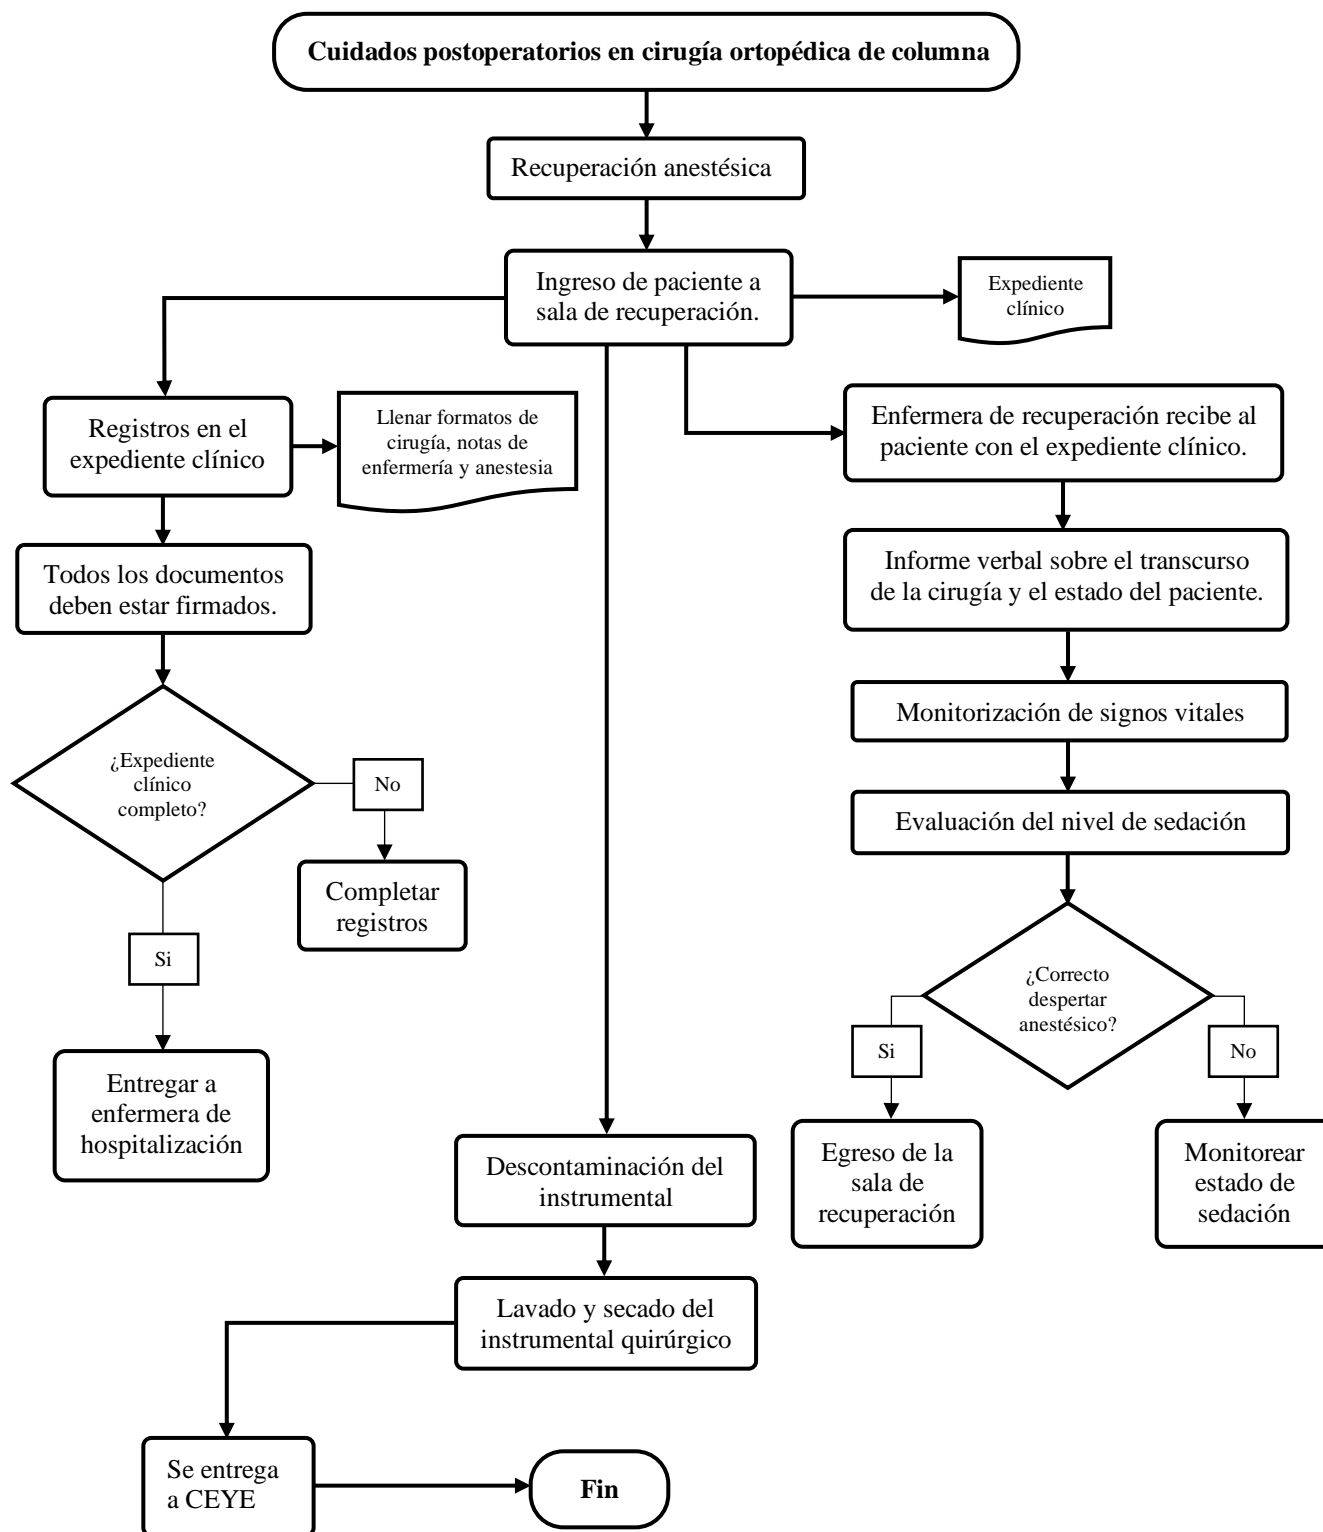 Cuidados postoperatorios en cirugía ortopédica de columna
Recuperación anestésica
Ingreso de paciente a
sala de recuperación.
Expediente
clínico
Registros en el
expediente clínico
Llenar formatos de
cirugía, notas de
enfermería y anestesia
Todos los documentos
deben estar firmados.
¿Expediente
clínico
completo?
No
Completar
registros
Si
Entregar a
enfermera de
hospitalización
Enfermera de recuperación recibe al
paciente con el expediente clínico.
Informe verbal sobre el transcurso
de la cirugía y el estado del paciente.
Monitorización de signos vitales
Evaluación del nivel de sedación
¿Correcto
despertar
anestésico?
Si
No
Egreso de la
sala de
recuperación
Monitorear
estado de
sedación
Descontaminación del
instrumental
Lavado y secado del
instrumental quirúrgico
Se entrega
a CEYE
Fin